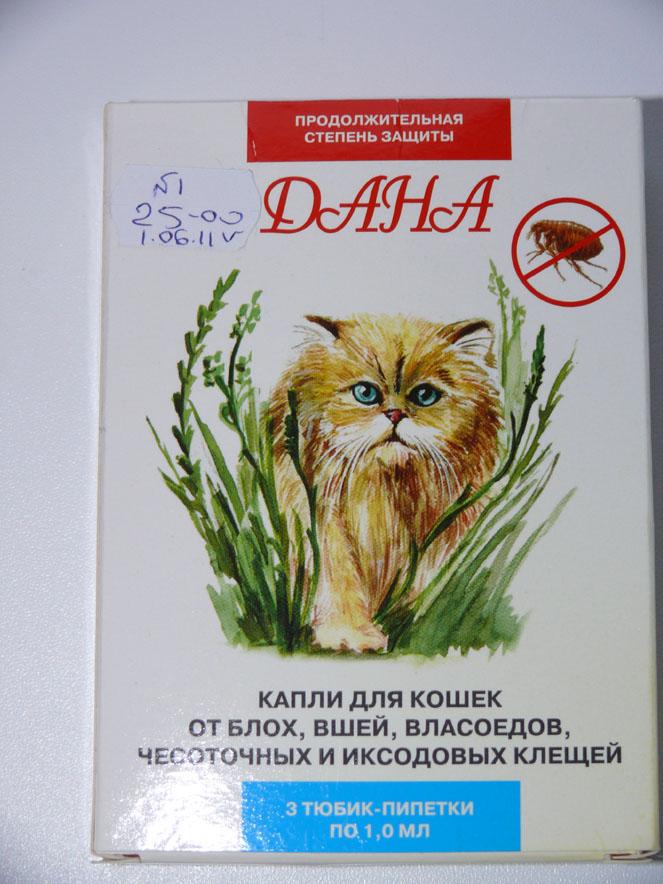 ПРОДОЛЖИТЕЛЬНАЯ
СТЕПЕНЬ ЗАЩИТЫ
№1
25-00
1.06.11г
ДАНА
КАПЛИ ДЛЯ КОШЕК
ОТ БЛОХ, ВШЕЙ, ВЛАСОЕДОВ,
ЧЕСОТОЧНЫХ И ИКСОДОВЫХ КЛЕЩЕЙ
3 ТЮБИК-ПИПЕТКИ
ПО 1,0 МЛ